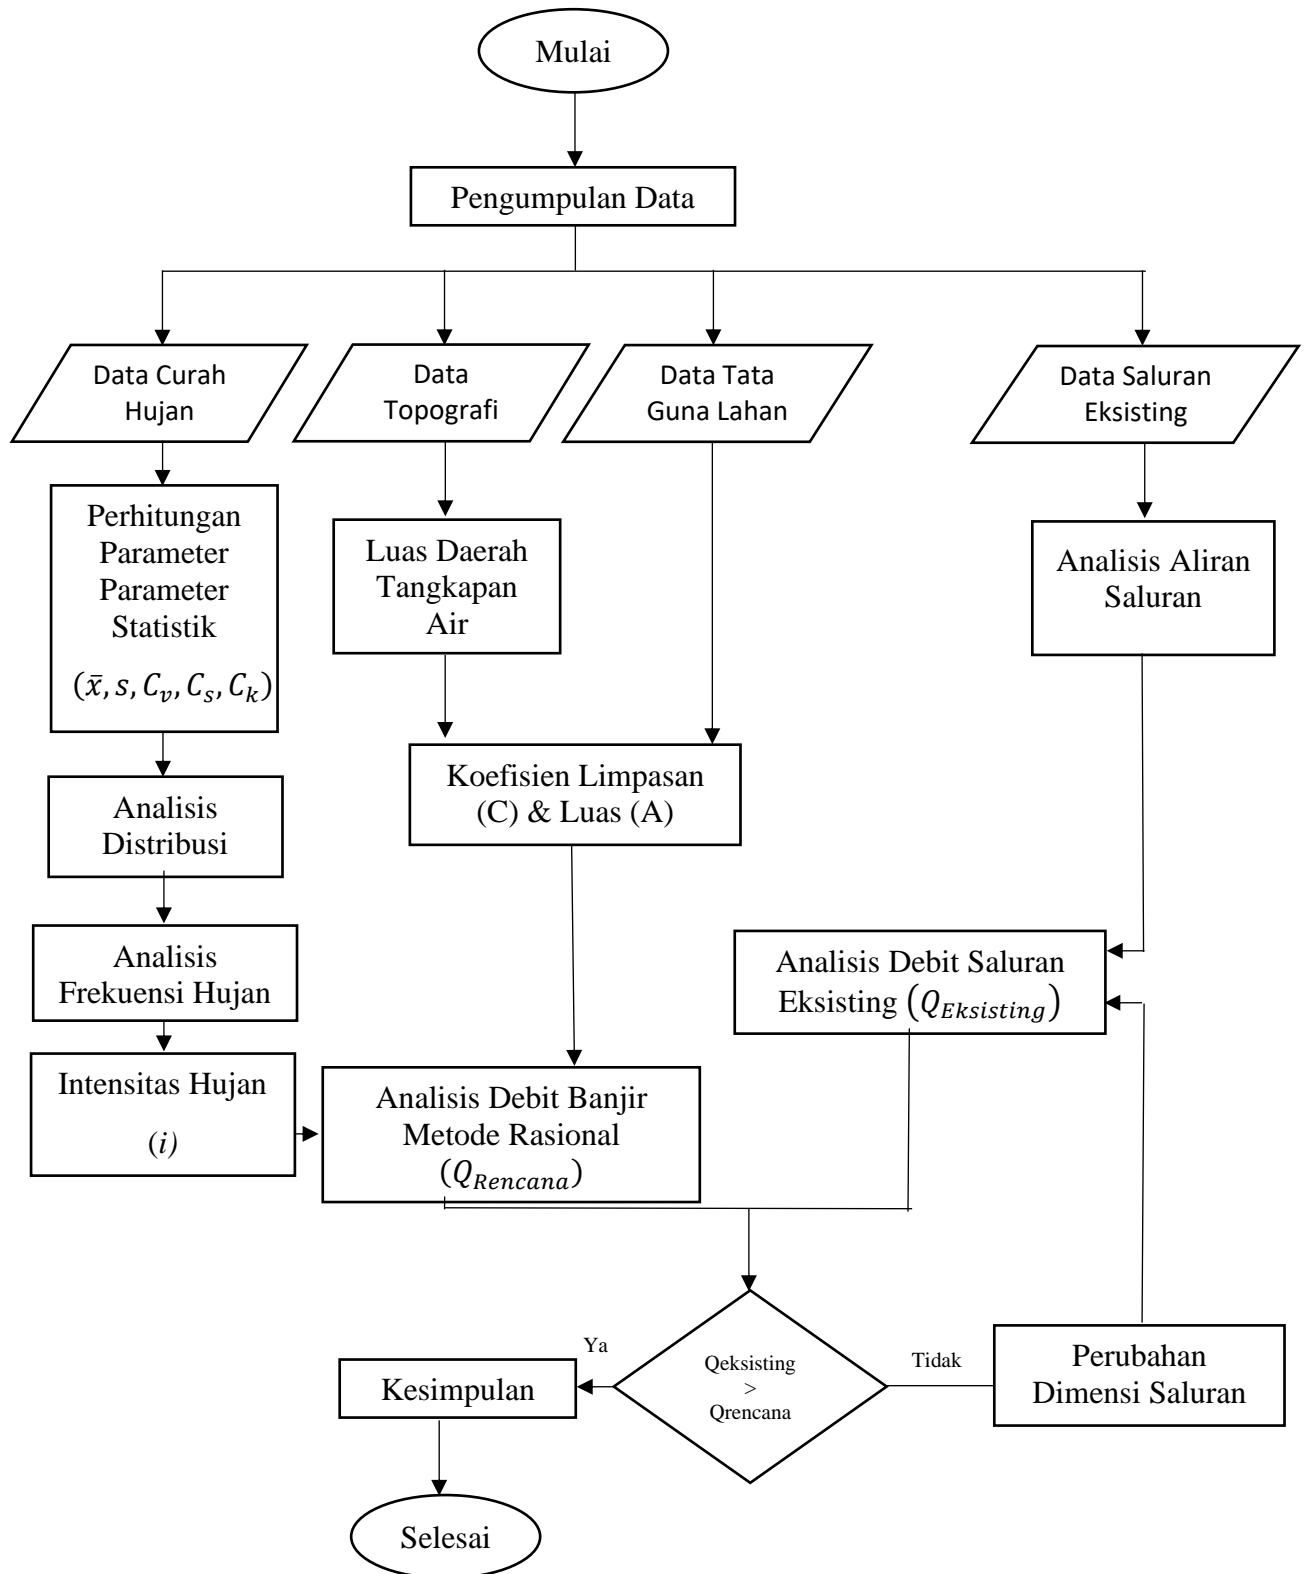 Mulai
Pengumpulan Data
Data Curah
Hujan
Data
Topografi
Data Tata
Guna Lahan
Data Saluran
Eksisting
Perhitungan
Parameter
Parameter
Statistik
(x̄, s, Cᵥ, Cₛ, Cₖ)
Luas Daerah
Tangkapan
Air
Analisis Aliran
Saluran
Koefisien Limpasan
(C) & Luas (A)
Analisis
Distribusi
Analisis
Frekuensi Hujan
Analisis Debit Saluran
Eksisting (Q_Eksisting)
Intensitas Hujan
(i)
Analisis Debit Banjir
Metode Rasional
(Q_Rencana)
Ya
Qeksisting
>
Qrencana
Tidak
Perubahan
Dimensi Saluran
Kesimpulan
Selesai